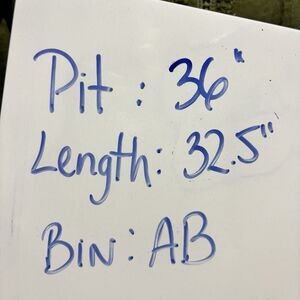 Pit: 36"
Length: 32.5"
Bin: AB